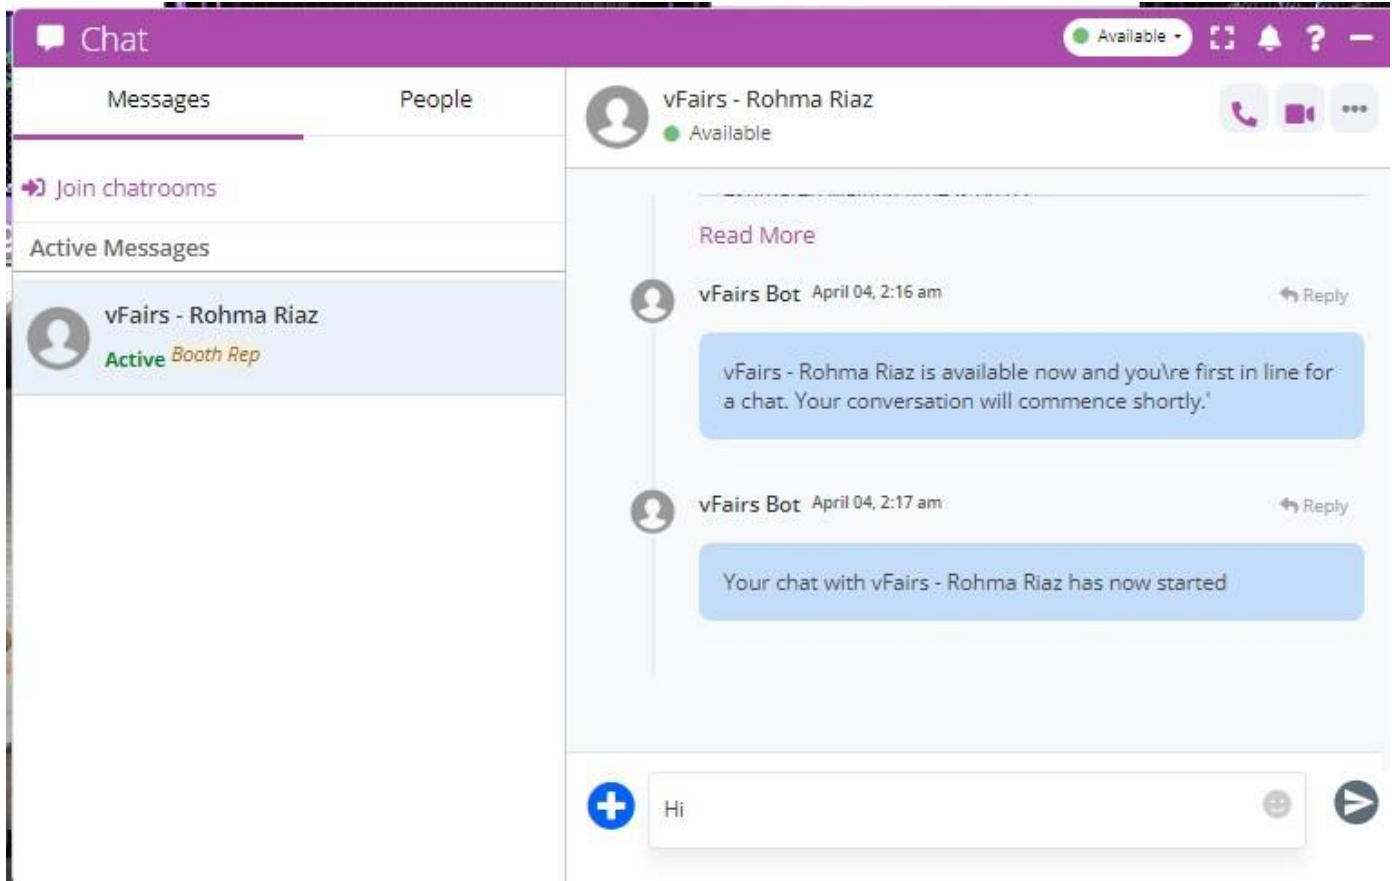 Chat
Available
Messages
People
Join chatrooms
Active Messages
vFairs - Rohma Riaz
Active Booth Rep
vFairs - Rohma Riaz
Available
Read More
vFairs Bot April 04, 2:16 am
Reply
vFairs - Rohma Riaz is available now and you\re first in line for
a chat. Your conversation will commence shortly.'
vFairs Bot April 04, 2:17 am
Reply
Your chat with vFairs - Rohma Riaz has now started
Hi